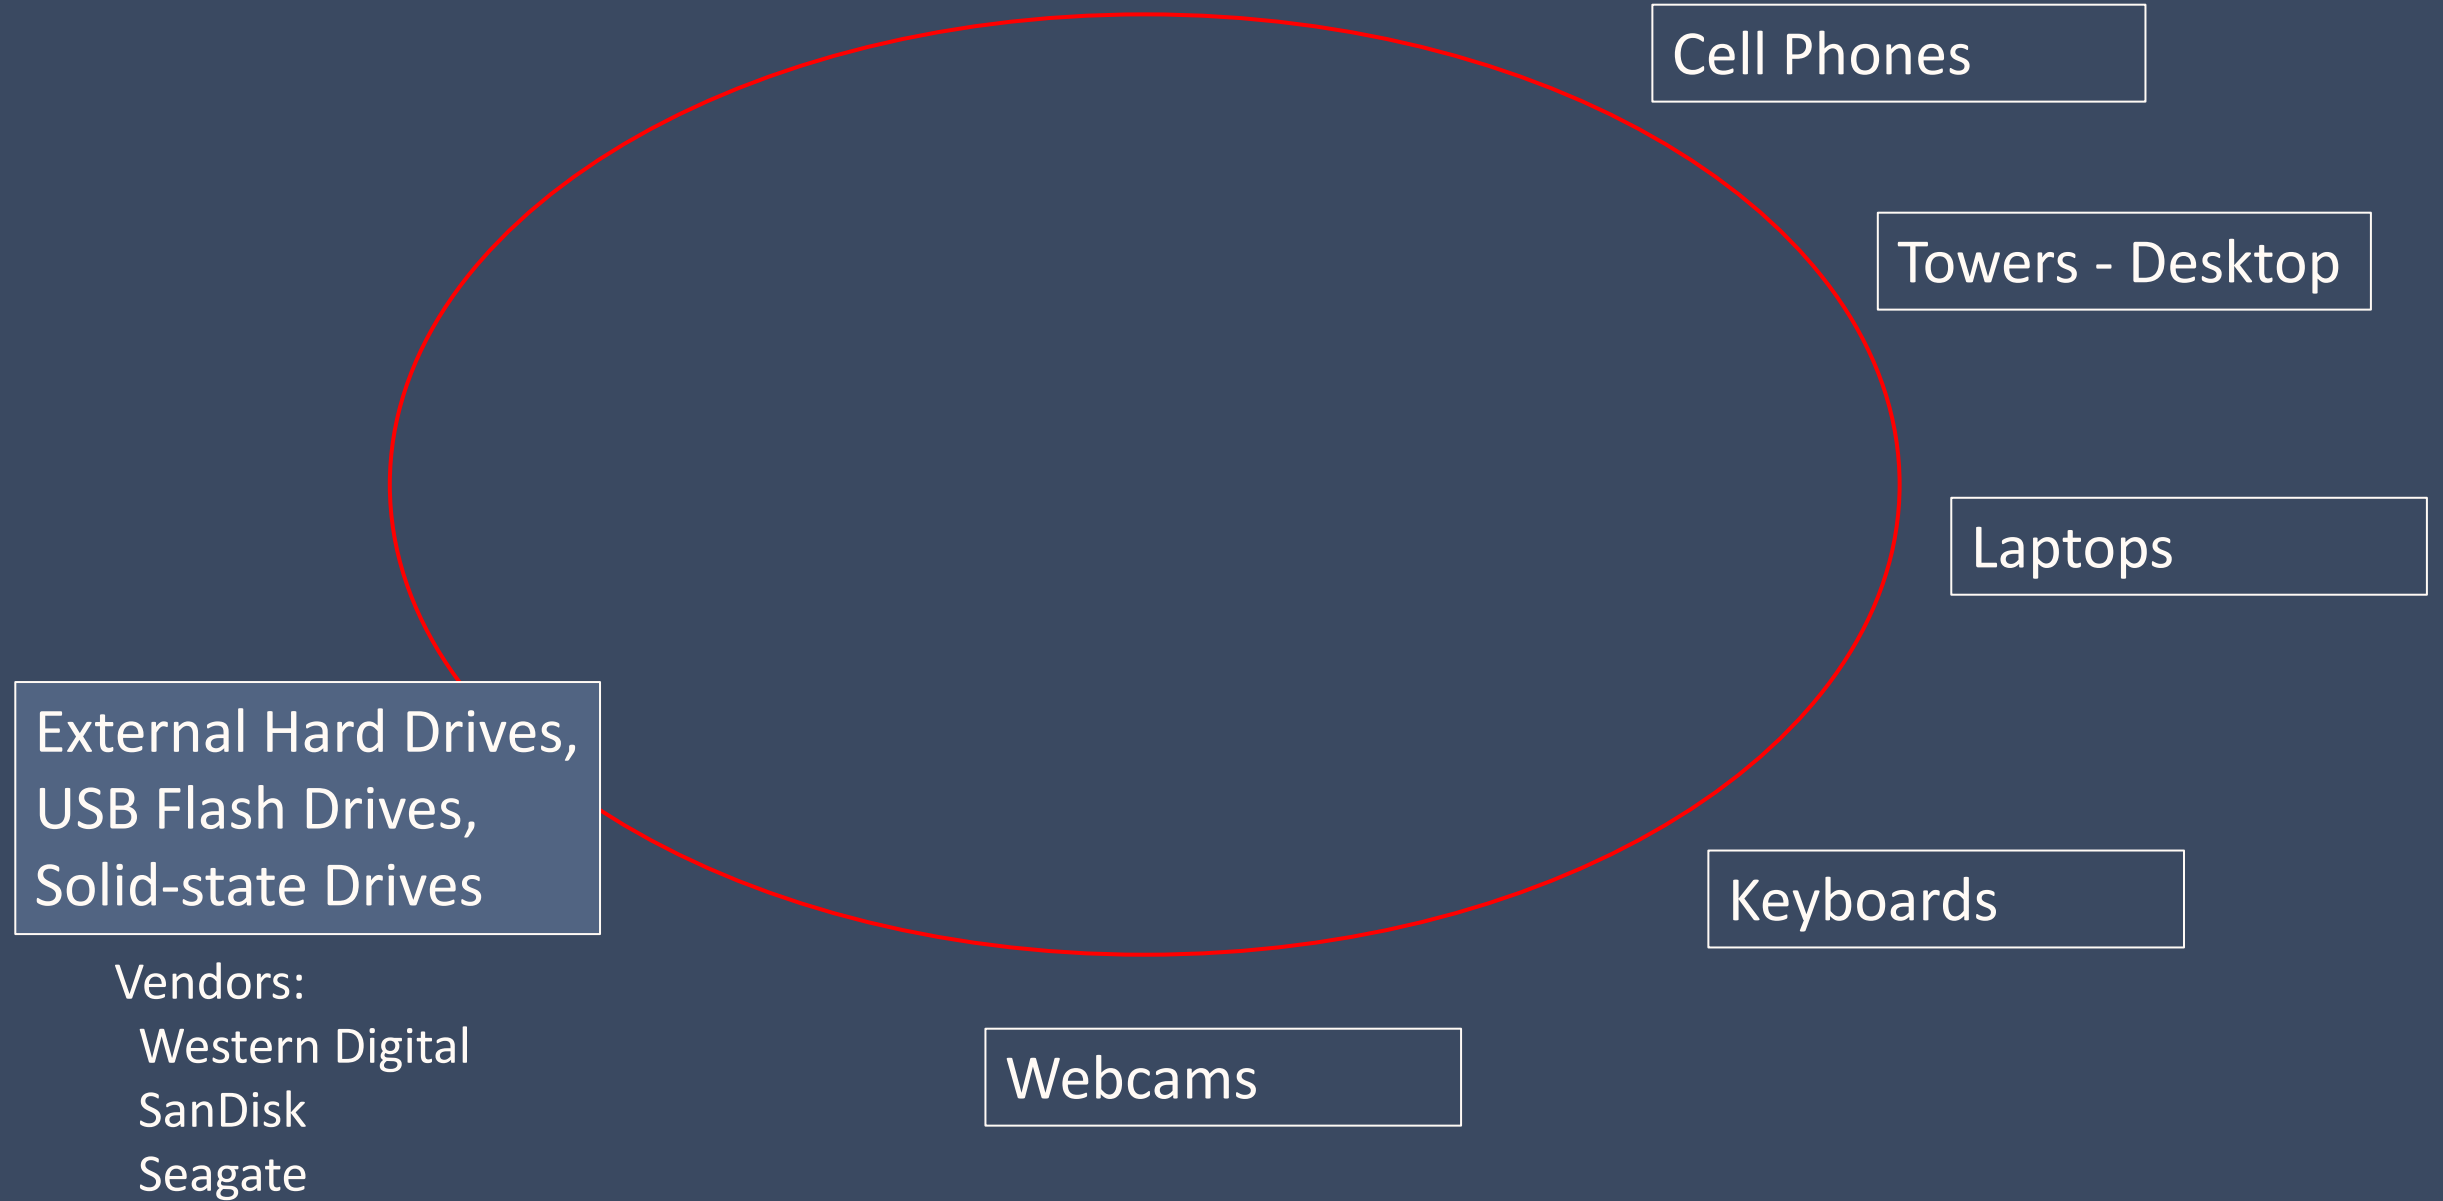 Cell Phones
Towers - Desktop
Laptops
External Hard Drives,
USB Flash Drives,
Solid-state Drives
Keyboards
Vendors:
Western Digital
SanDisk
Seagate
Webcams